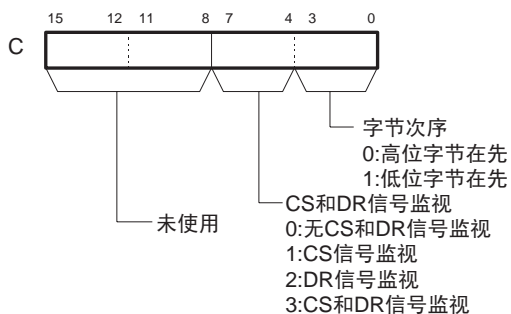 15 12 11 8 7 4 3 0
C
字节次序
0:高位字节在先
1:低位字节在先
CS和DR信号监视
0:无CS和DR信号监视
1:CS信号监视
2:DR信号监视
3:CS和DR信号监视
未使用